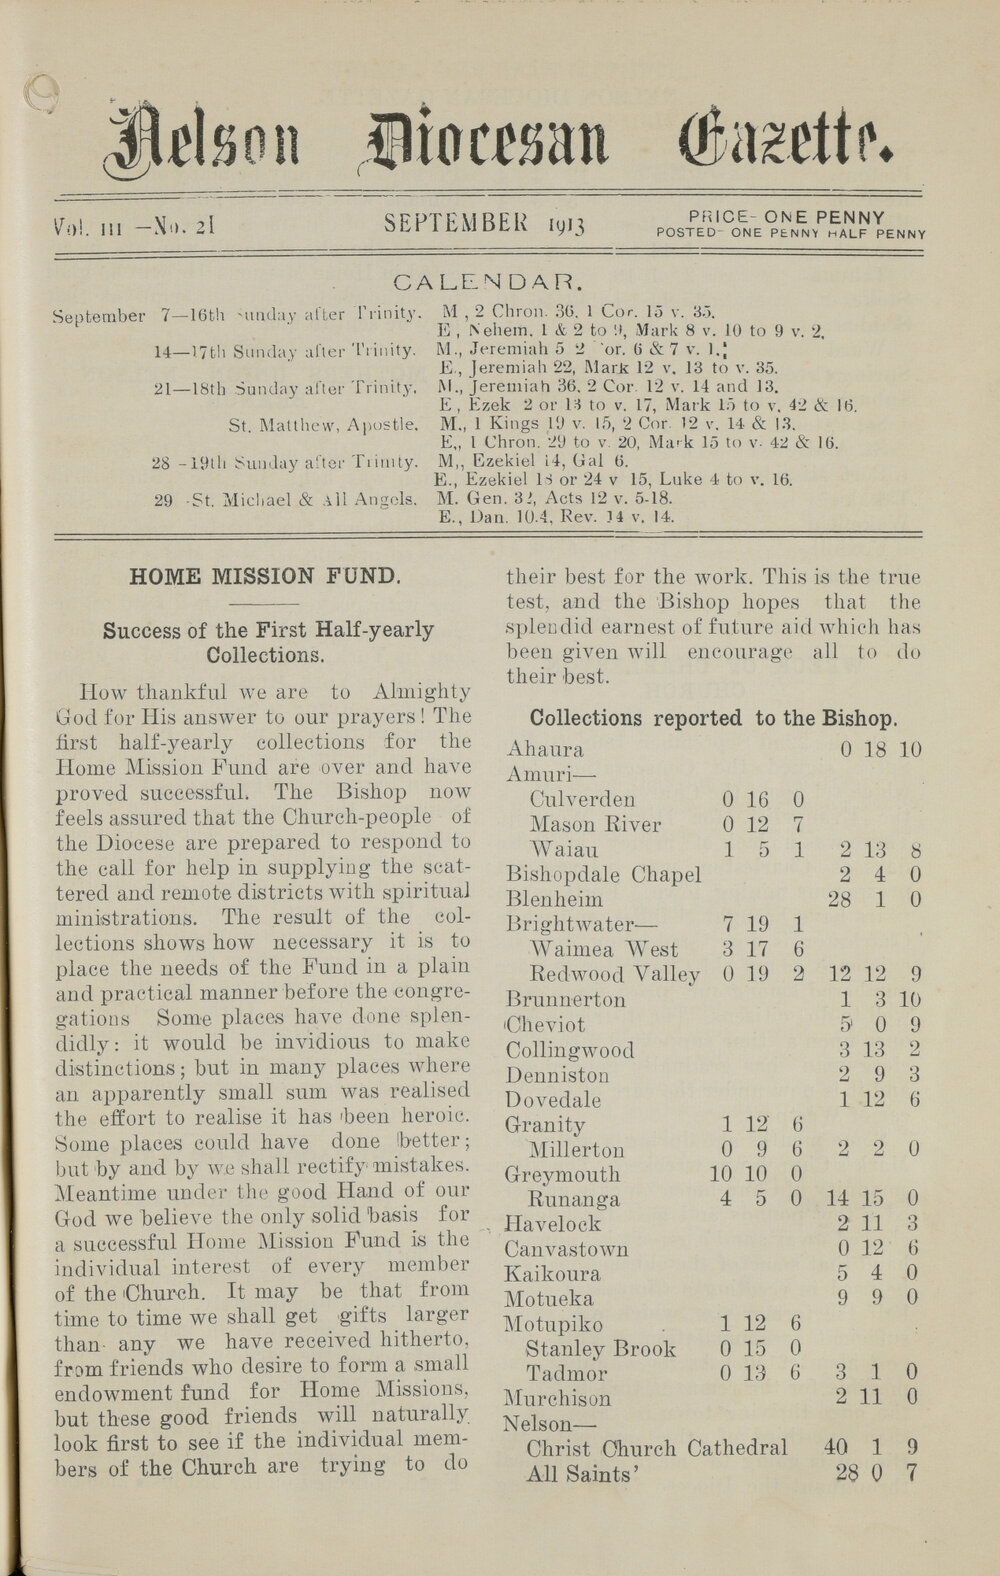 Nelson Diocesan Gazette.
Vol. III —No. 21
SEPTEMBER 1913
PRICE- ONE PENNY
POSTED- ONE PENNY HALF PENNY
CALENDAR.
September 7—16th Sunday after Trinity. M , 2 Chron. 36. 1 Cor. 15 v. 35.
E , Nehem. 1 & 2 to 9, Mark 8 v. 10 to 9 v. 2.
14—17th Sunday after Trinity. M., Jeremiah 5 2 Cor. 6 & 7 v. 1.
E., Jeremiah 22, Mark 12 v. 13 to v. 35.
21—18th Sunday after Trinity. M., Jeremiah 36. 2 Cor. 12 v. 14 and 13.
E , Ezek 2 or 13 to v. 17, Mark 15 to v. 42 & 16.
St. Matthew, Apostle. M., 1 Kings 19 v. 15, 2 Cor. 12 v. 14 & 13.
E., 1 Chron. 29 to v. 20, Mark 15 to v. 42 & 16.
28 -19th Sunday after Trinity. M,, Ezekiel 14, Gal 6.
E., Ezekiel 18 or 24 v 15, Luke 4 to v. 16.
29 -St. Michael & All Angels. M. Gen. 32, Acts 12 v. 5-18.
E., Dan. 10.4, Rev. 14 v. 14.
HOME MISSION FUND.
Success of the First Half-yearly
Collections.
How thankful we are to Almighty
God for His answer to our prayers! The
first half-yearly collections for the
Home Mission Fund are over and have
proved successful. The Bishop now
feels assured that the Church-people of
the Diocese are prepared to respond to
the call for help in supplying the scat-
tered and remote districts with spiritual
ministrations. The result of the col-
lections shows how necessary it is to
place the needs of the Fund in a plain
and practical manner before the congre-
gations Some places have done splen-
didly: it would be invidious to make
distinctions; but in many places where
an apparently small sum was realised
the effort to realise it has been heroic.
Some places could have done better;
but by and by we shall rectify mistakes.
Meantime under the good Hand of our
God we believe the only solid basis for
a successful Home Mission Fund is the
individual interest of every member
of the Church. It may be that from
time to time we shall get gifts larger
than any we have received hitherto,
from friends who desire to form a small
endowment fund for Home Missions,
but these good friends will naturally
look first to see if the individual mem-
bers of the Church are trying to do
their best for the work. This is the true
test, and the Bishop hopes that the
splendid earnest of future aid which has
been given will encourage all to do
their best.
Collections reported to the Bishop.
Ahaura 0 18 10
Amuri—
Culverden 0 16 0
Mason River 0 12 7
Waiau 1 5 1 2 13 8
Bishopdale Chapel 2 4 0
Blenheim 28 1 0
Brightwater— 7 19 1
Waimea West 3 17 6
Redwood Valley 0 19 2 12 12 9
Brunnerton 1 3 10
Cheviot 5 0 9
Collingwood 3 13 2
Denniston 2 9 3
Dovedale 1 12 6
Granity 1 12 6
Millerton 0 9 6 2 2 0
Greymouth 10 10 0
Runanga 4 5 0 14 15 0
Havelock 2 11 3
Canvastown 0 12 6
Kaikoura 5 4 0
Motueka 9 9 0
Motupiko 1 12 6
Stanley Brook 0 15 0
Tadmor 0 13 6 3 1 0
Murchison 2 11 0
Nelson—
Christ Church Cathedral 40 1 9
All Saints' 28 0 7